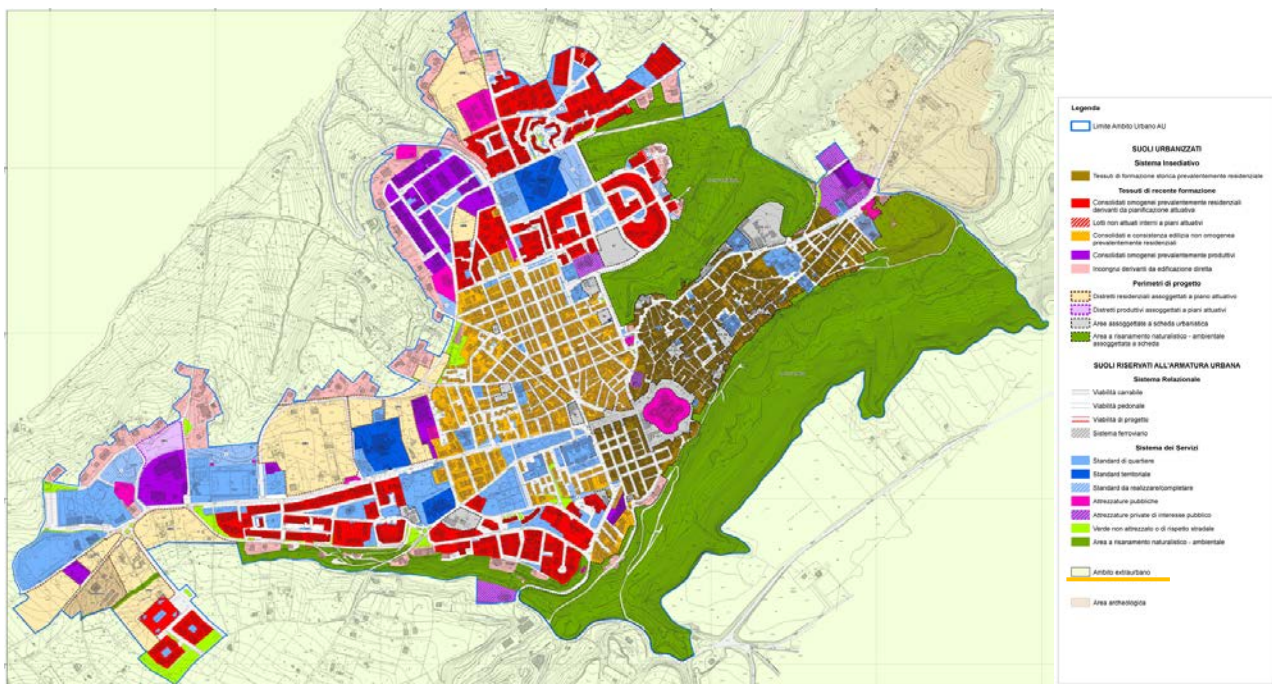 Legenda
Limite Ambito Urbano AU
SUOLI URBANIZZATI
Sistema Insediativo
Tessuti di formazione storica prevalentemente residenziale
Tessuti di recente formazione
Consolidati omogenei prevalentemente residenziali
derivanti da pianificazione attuativa
Lotti non attuati interni a piani attuativi
Consolidati e consistenza edilizia non omogenea
prevalentemente residenziali
Consolidati omogenei prevalentemente produttivi
Incongrui derivanti da edificazione diretta
Perimetri di progetto
Distretti residenziali assoggettati a piano attuativo
Distretti produttivi assoggettati a piani attuativi
Aree assoggettate a scheda urbanistica
Area a risanamento naturalistico - ambientale
assoggettata a scheda
SUOLI RISERVATI ALL'ARMATURA URBANA
Sistema Relazionale
Viabilità carrabile
Viabilità pedonale
Viabilità di progetto
Sistema ferroviario
Sistema dei Servizi
Standard di quartiere
Standard territoriale
Standard da realizzare/completare
Attrezzature pubbliche
Attrezzature private di interesse pubblico
Verde non attrezzato o di rispetto stradale
Area a risanamento naturalistico - ambientale
Ambito extraurbano
Area archeologica